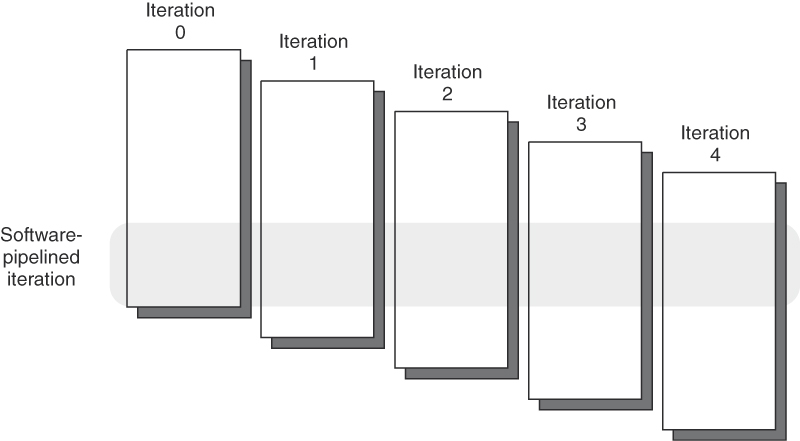 Iteration
0
Iteration
1
Iteration
2
Iteration
3
Iteration
4
Software-
pipelined
iteration